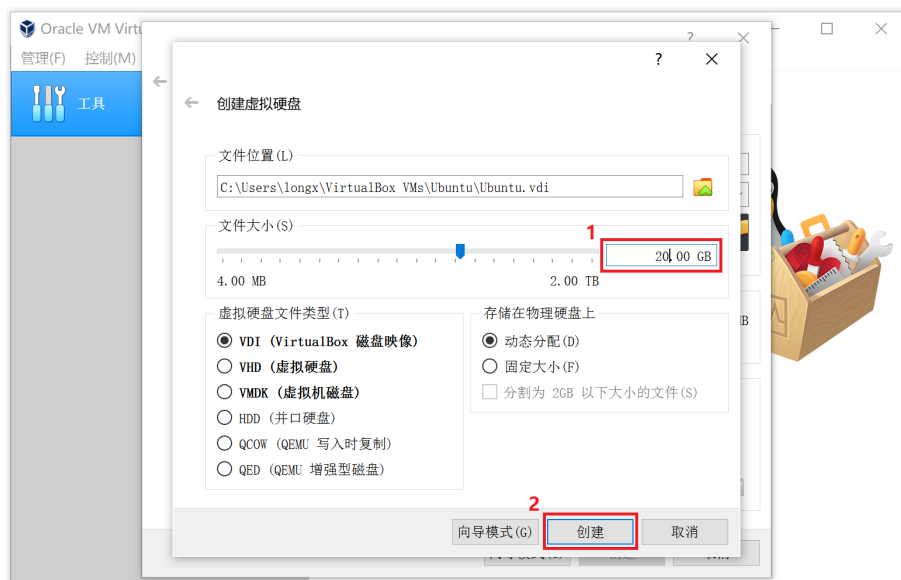 Oracle VM Virtu
管理(F) 控制(M)
工具
? ×
? ×
创建虚拟硬盘
文件位置(L)
C:\Users\longx\VirtualBox VMs\Ubuntu\Ubuntu.vdi
文件大小(S)
1
20.00 GB
4.00 MB 2.00 TB
虚拟硬盘文件类型(T)
VDI (VirtualBox 磁盘映像)
VHD (虚拟硬盘)
VMDK (虚拟机磁盘)
HDD (并口硬盘)
QCOW (QEMU 写入时复制)
QED (QEMU 增强型磁盘)
存储在物理硬盘上
动态分配(D)
固定大小(F)
分割为 2GB 以下大小的文件(S)
B
2
向导模式(G) 创建 取消